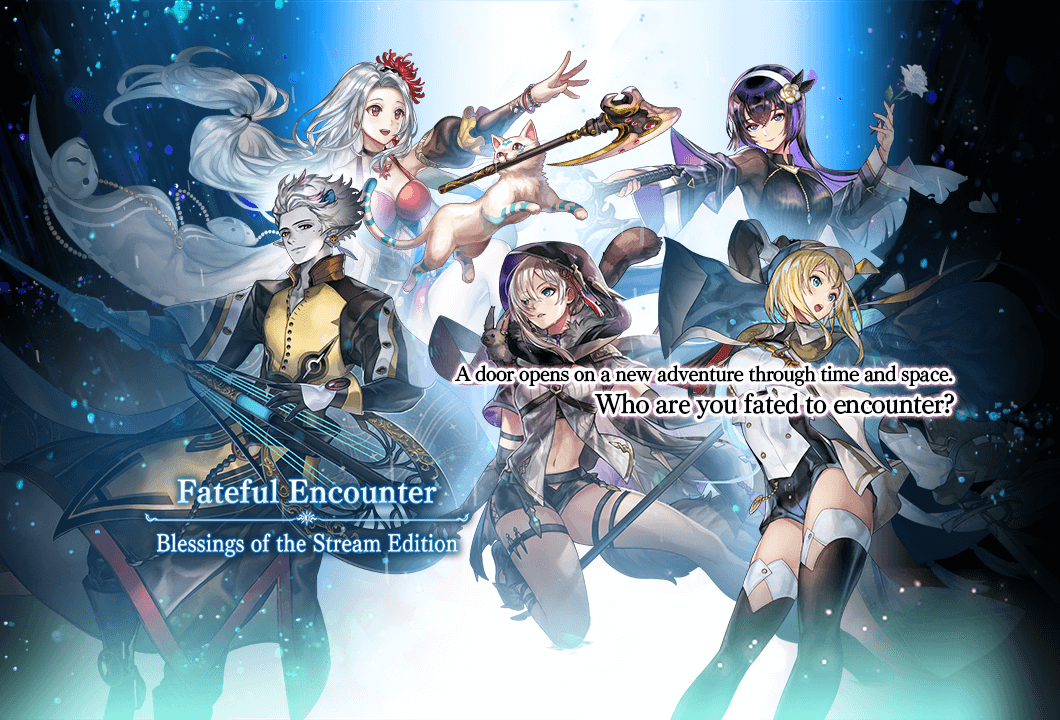 A door opens on a new adventure through time and space.
Who are you fated to encounter?
Fateful Encounter
Blessings of the Stream Edition